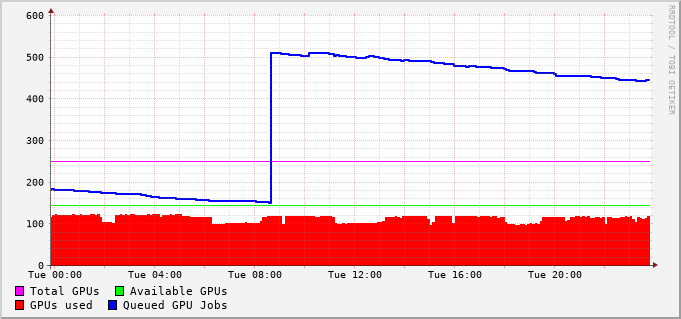 RRDTOOL / TOBI OETIKER
600
500
400
300
200
100
0
Tue 00:00 Tue 04:00 Tue 08:00 Tue 12:00 Tue 16:00 Tue 20:00
Total GPUs Available GPUs
GPUs used Queued GPU Jobs